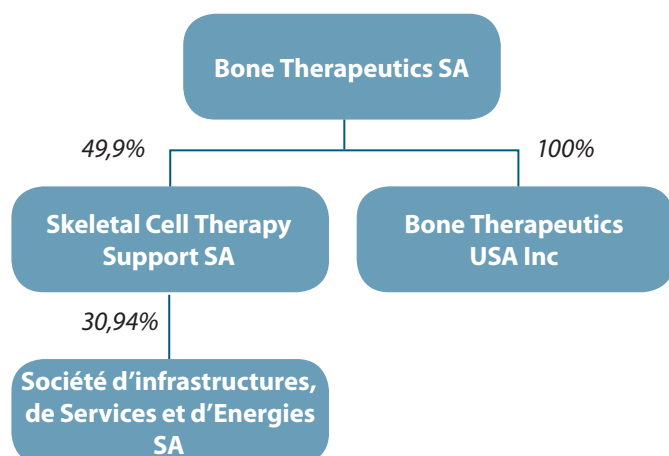 Bone Therapeutics SA
49,9%
100%
Skeletal Cell Therapy
Support SA
Bone Therapeutics
USA Inc
30,94%
Société d’infrastructures,
de Services et d’Energies
SA